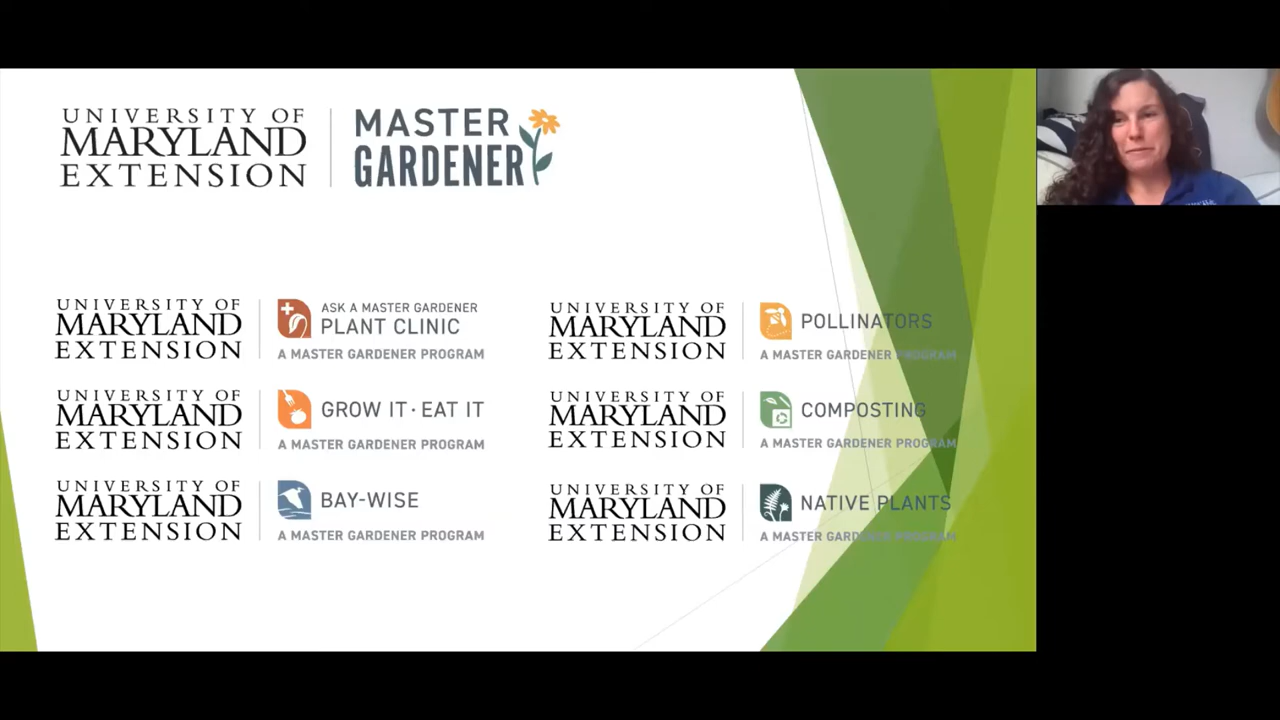 UNIVERSITY OF
MARYLAND
EXTENSION
MASTER
GARDENER
UNIVERSITY OF
MARYLAND
EXTENSION
ASK A MASTER GARDENER
PLANT CLINIC
A MASTER GARDENER PROGRAM
UNIVERSITY OF
MARYLAND
EXTENSION
GROW IT · EAT IT
A MASTER GARDENER PROGRAM
UNIVERSITY OF
MARYLAND
EXTENSION
BAY-WISE
A MASTER GARDENER PROGRAM
UNIVERSITY OF
MARYLAND
EXTENSION
POLLINATORS
A MASTER GARDENER PROGRAM
UNIVERSITY OF
MARYLAND
EXTENSION
COMPOSTING
A MASTER GARDENER PROGRAM
UNIVERSITY OF
MARYLAND
EXTENSION
NATIVE PLANTS
A MASTER GARDENER PROGRAM